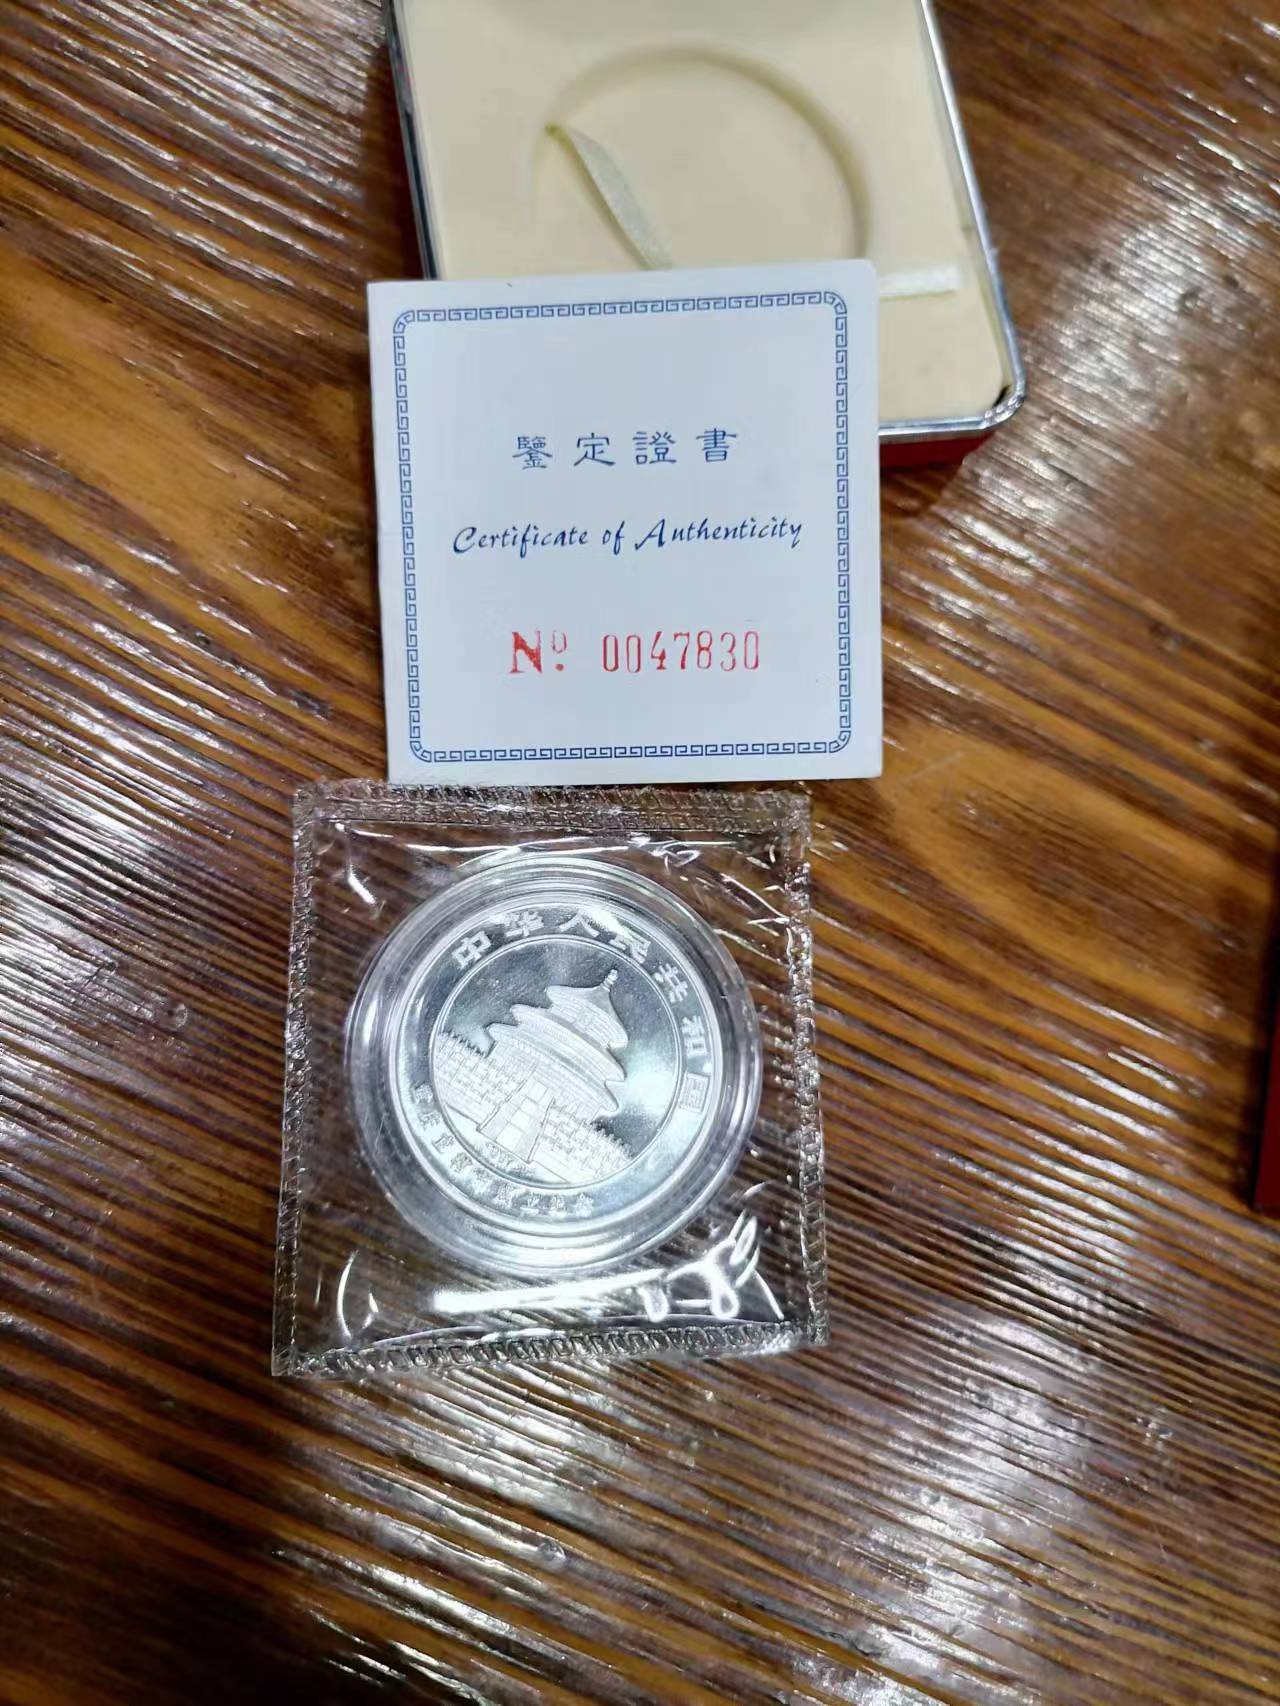 鑒定證書
Certificate of Authenticity
Nº 0047830
中华人民共和国